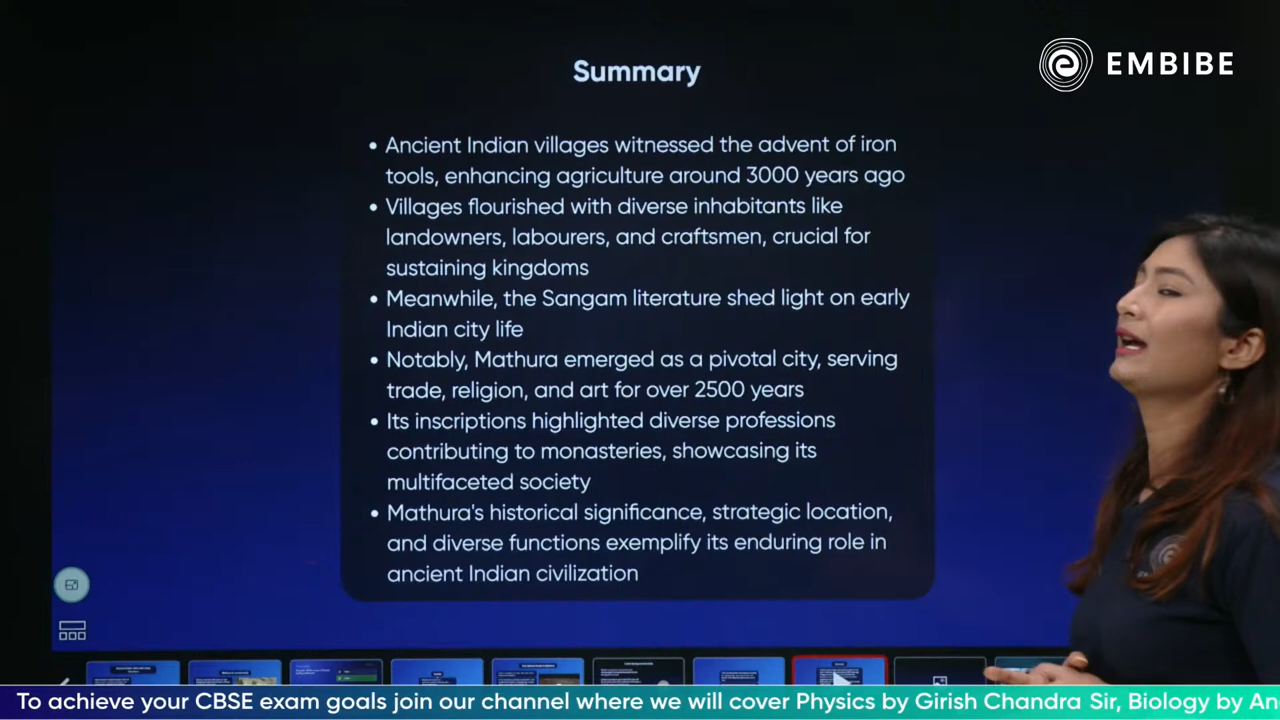 Summary
EMBIBE
• Ancient Indian villages witnessed the advent of iron
tools, enhancing agriculture around 3000 years ago
• Villages flourished with diverse inhabitants like
landowners, labourers, and craftsmen, crucial for
sustaining kingdoms
• Meanwhile, the Sangam literature shed light on early
Indian city life
• Notably, Mathura emerged as a pivotal city, serving
trade, religion, and art for over 2500 years
• Its inscriptions highlighted diverse professions
contributing to monasteries, showcasing its
multifaceted society
• Mathura's historical significance, strategic location,
and diverse functions exemplify its enduring role in
ancient Indian civilization
To achieve your CBSE exam goals join our channel where we will cover Physics by Girish Chandra Sir, Biology by An